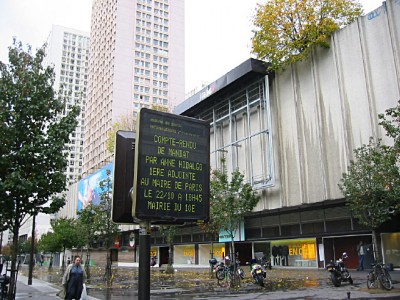 COMPTE-RENDU
DE MANDAT
PAR ANNE HIDALGO
1ERE ADJOINTE
AU MAIRE DE PARIS
LE 22/10 A 18H45
MAIRIE DU 10E